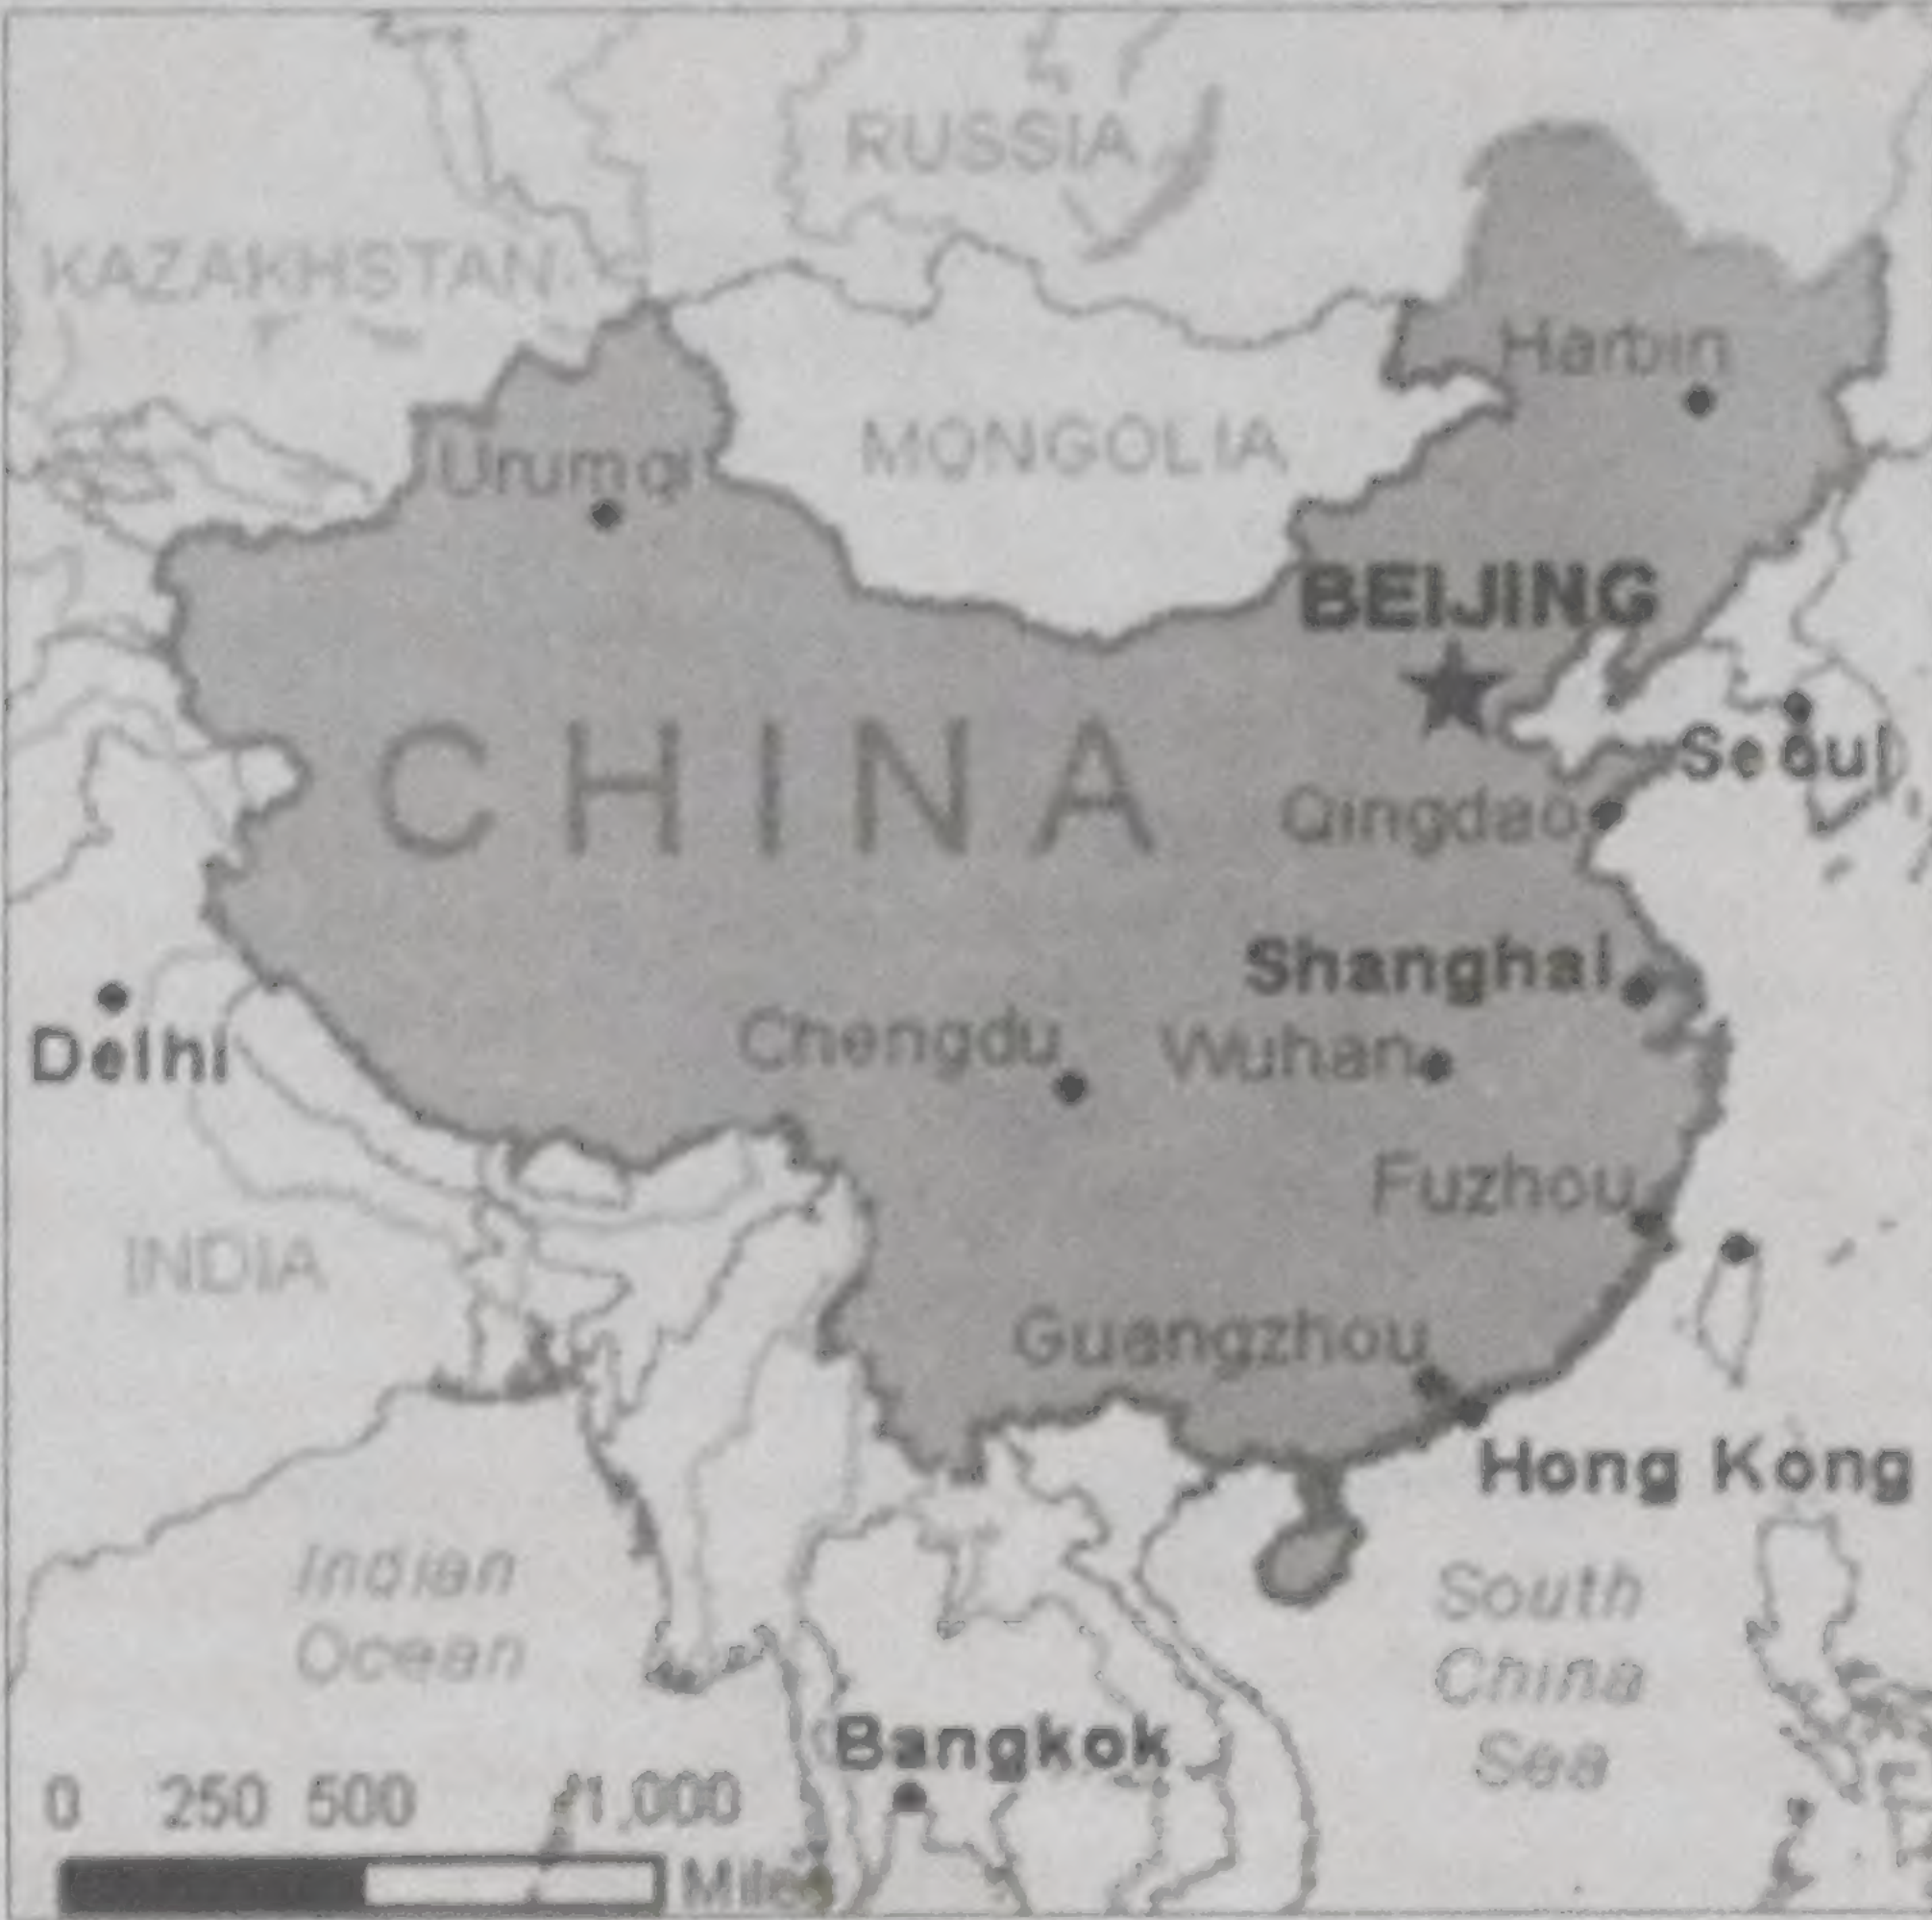 RUSSIA
KAZAKHSTAN
Harbin
MONGOLIA
Urumqi
BEIJING
CHINA
Seoul
Qingdao
Shanghai
Delhi
Chengdu
Wuhan
Fuzhou
INDIA
Guangzhou
Hong Kong
Indian
Ocean
South
China
Sea
Bangkok
0 250 500 1,000
Miles